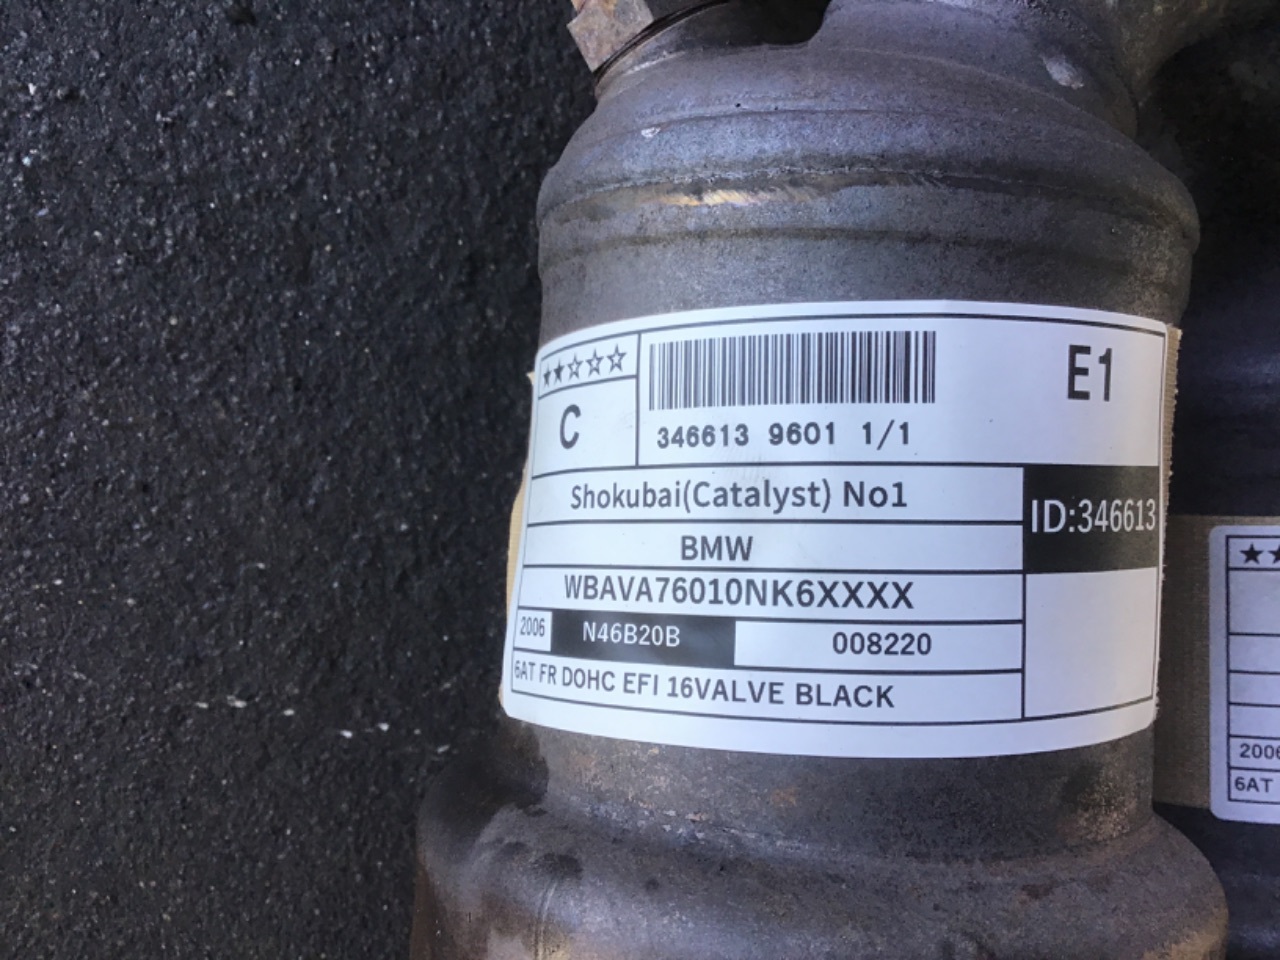 ★★☆☆☆
C
346613 9601 1/1
E1
Shokubai(Catalyst) No1
ID:346613
BMW
WBAVA76010NK6XXXX
2006 N46B20B 008220
6AT FR DOHC EFI 16VALVE BLACK
★★
2006
6AT